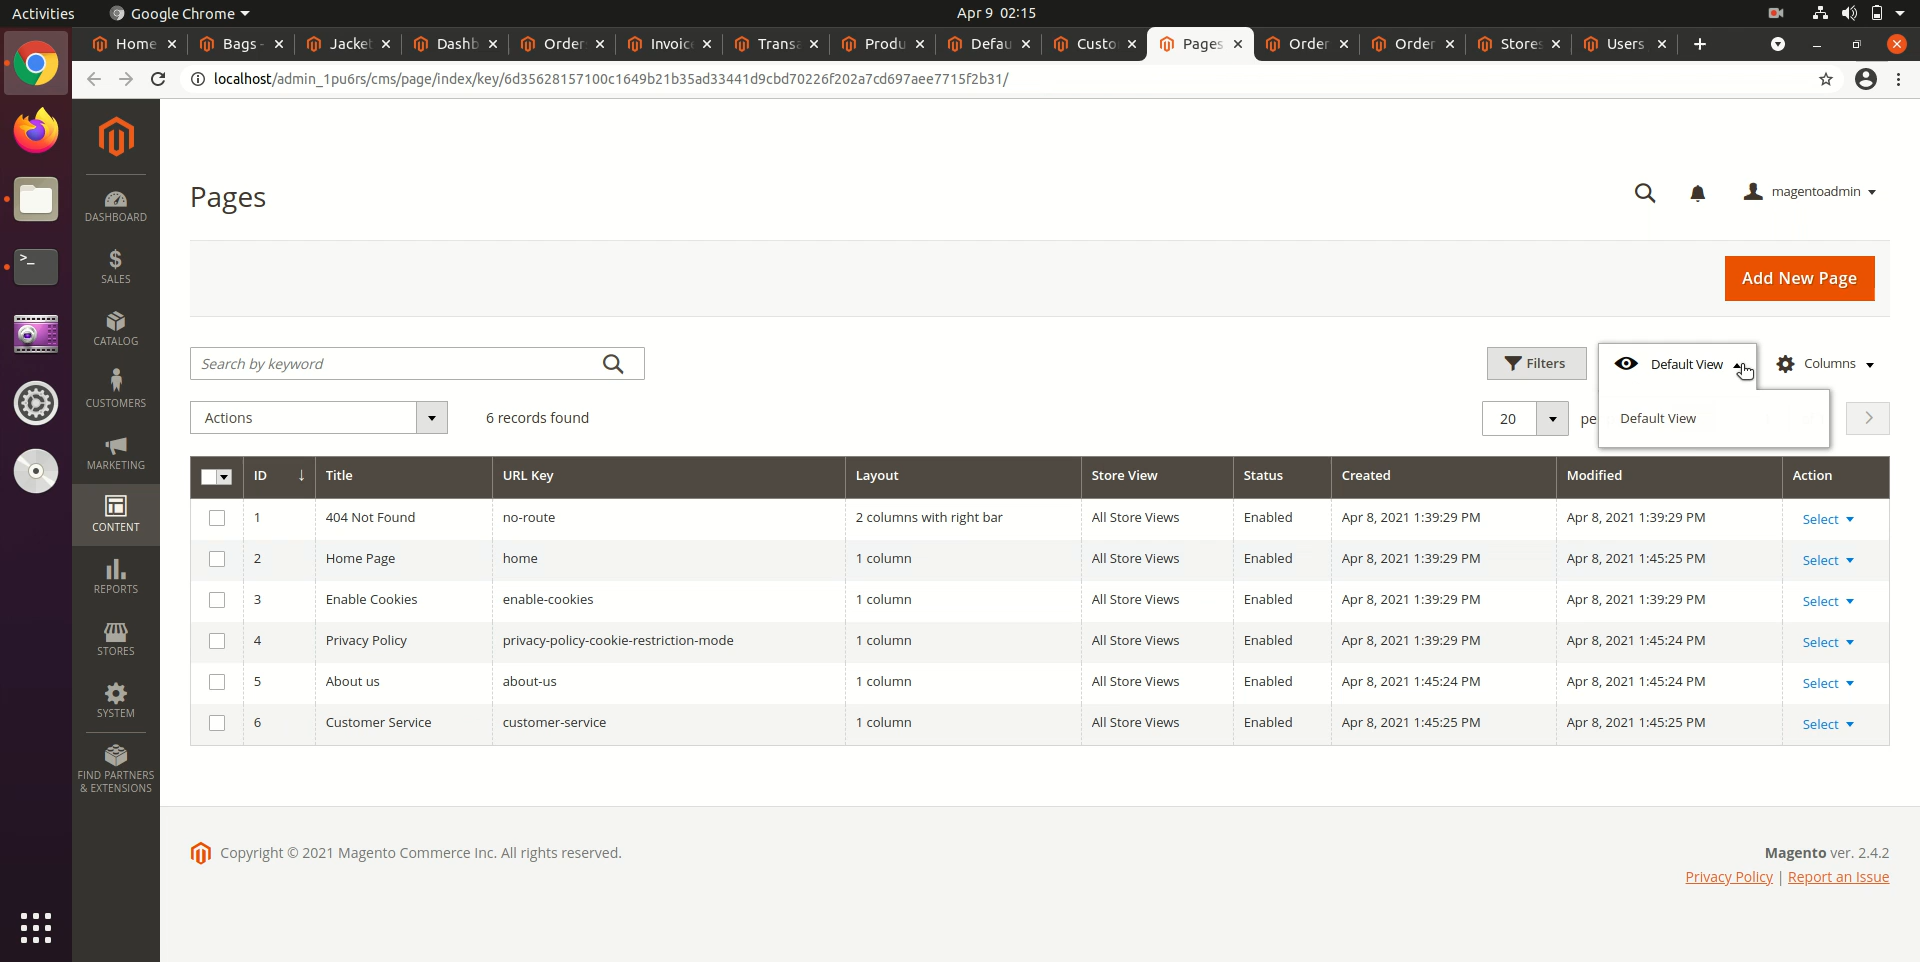 Activities Google Chrome Apr 9 02:15
Home Bags - Jacket Dashb Order Invoic Transa Produ Defau Custo Pages Order Order Stores Users
localhost/admin_1pu6rs/cms/page/index/key/6d35628157100c1649b21b35ad33441d9cbd70226f202a7cd697aee7715f2b31/
DASHBOARD
SALES
CATALOG
CUSTOMERS
MARKETING
CONTENT
REPORTS
STORES
SYSTEM
FIND PARTNERS
& EXTENSIONS
Pages
magentoadmin
Add New Page
Search by keyword
Filters Default View Columns
Actions 6 records found 20 pe Default View
ID ↓ Title URL Key Layout Store View Status Created Modified Action
1 404 Not Found no-route 2 columns with right bar All Store Views Enabled Apr 8, 2021 1:39:29 PM Apr 8, 2021 1:39:29 PM Select
2 Home Page home 1 column All Store Views Enabled Apr 8, 2021 1:39:29 PM Apr 8, 2021 1:45:25 PM Select
3 Enable Cookies enable-cookies 1 column All Store Views Enabled Apr 8, 2021 1:39:29 PM Apr 8, 2021 1:39:29 PM Select
4 Privacy Policy privacy-policy-cookie-restriction-mode 1 column All Store Views Enabled Apr 8, 2021 1:39:29 PM Apr 8, 2021 1:45:24 PM Select
5 About us about-us 1 column All Store Views Enabled Apr 8, 2021 1:45:24 PM Apr 8, 2021 1:45:24 PM Select
6 Customer Service customer-service 1 column All Store Views Enabled Apr 8, 2021 1:45:25 PM Apr 8, 2021 1:45:25 PM Select
Copyright © 2021 Magento Commerce Inc. All rights reserved.
Magento ver. 2.4.2
Privacy Policy | Report an Issue